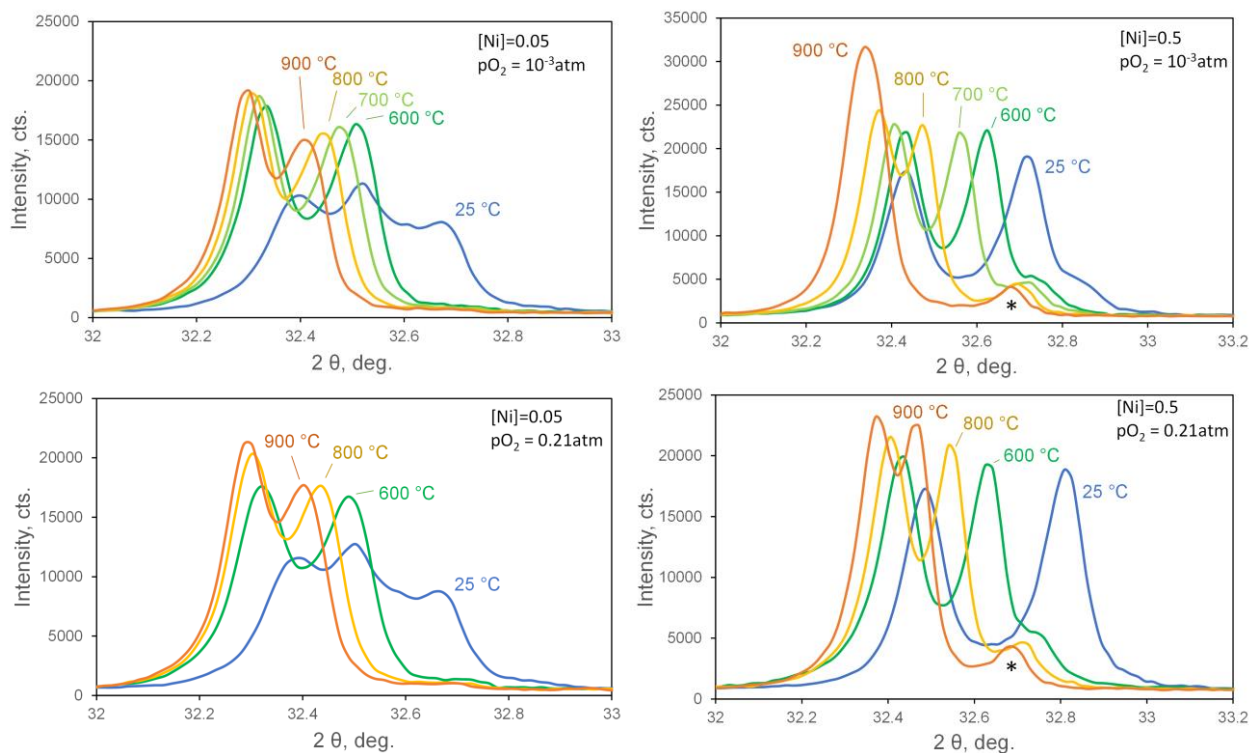 25000
20000
15000
10000
5000
0
Intensity, cts.
[Ni]=0.05
pO₂ = 10⁻³atm
900 °C
800 °C
700 °C
600 °C
25 °C
32
32.2
32.4
32.6
32.8
33
2 θ, deg.
35000
30000
25000
20000
15000
10000
5000
0
Intensity, cts.
[Ni]=0.5
pO₂ = 10⁻³atm
900 °C
800 °C
700 °C
600 °C
25 °C
*
32
32.2
32.4
32.6
32.8
33
33.2
2 θ, deg.
25000
20000
15000
10000
5000
0
Intensity, cts.
[Ni]=0.05
pO₂ = 0.21atm
900 °C
800 °C
600 °C
25 °C
32
32.2
32.4
32.6
32.8
33
2 θ, deg.
25000
20000
15000
10000
5000
0
Intensity, cts.
[Ni]=0.5
pO₂ = 0.21atm
900 °C
800 °C
600 °C
25 °C
*
32
32.2
32.4
32.6
32.8
33
33.2
2 θ, deg.